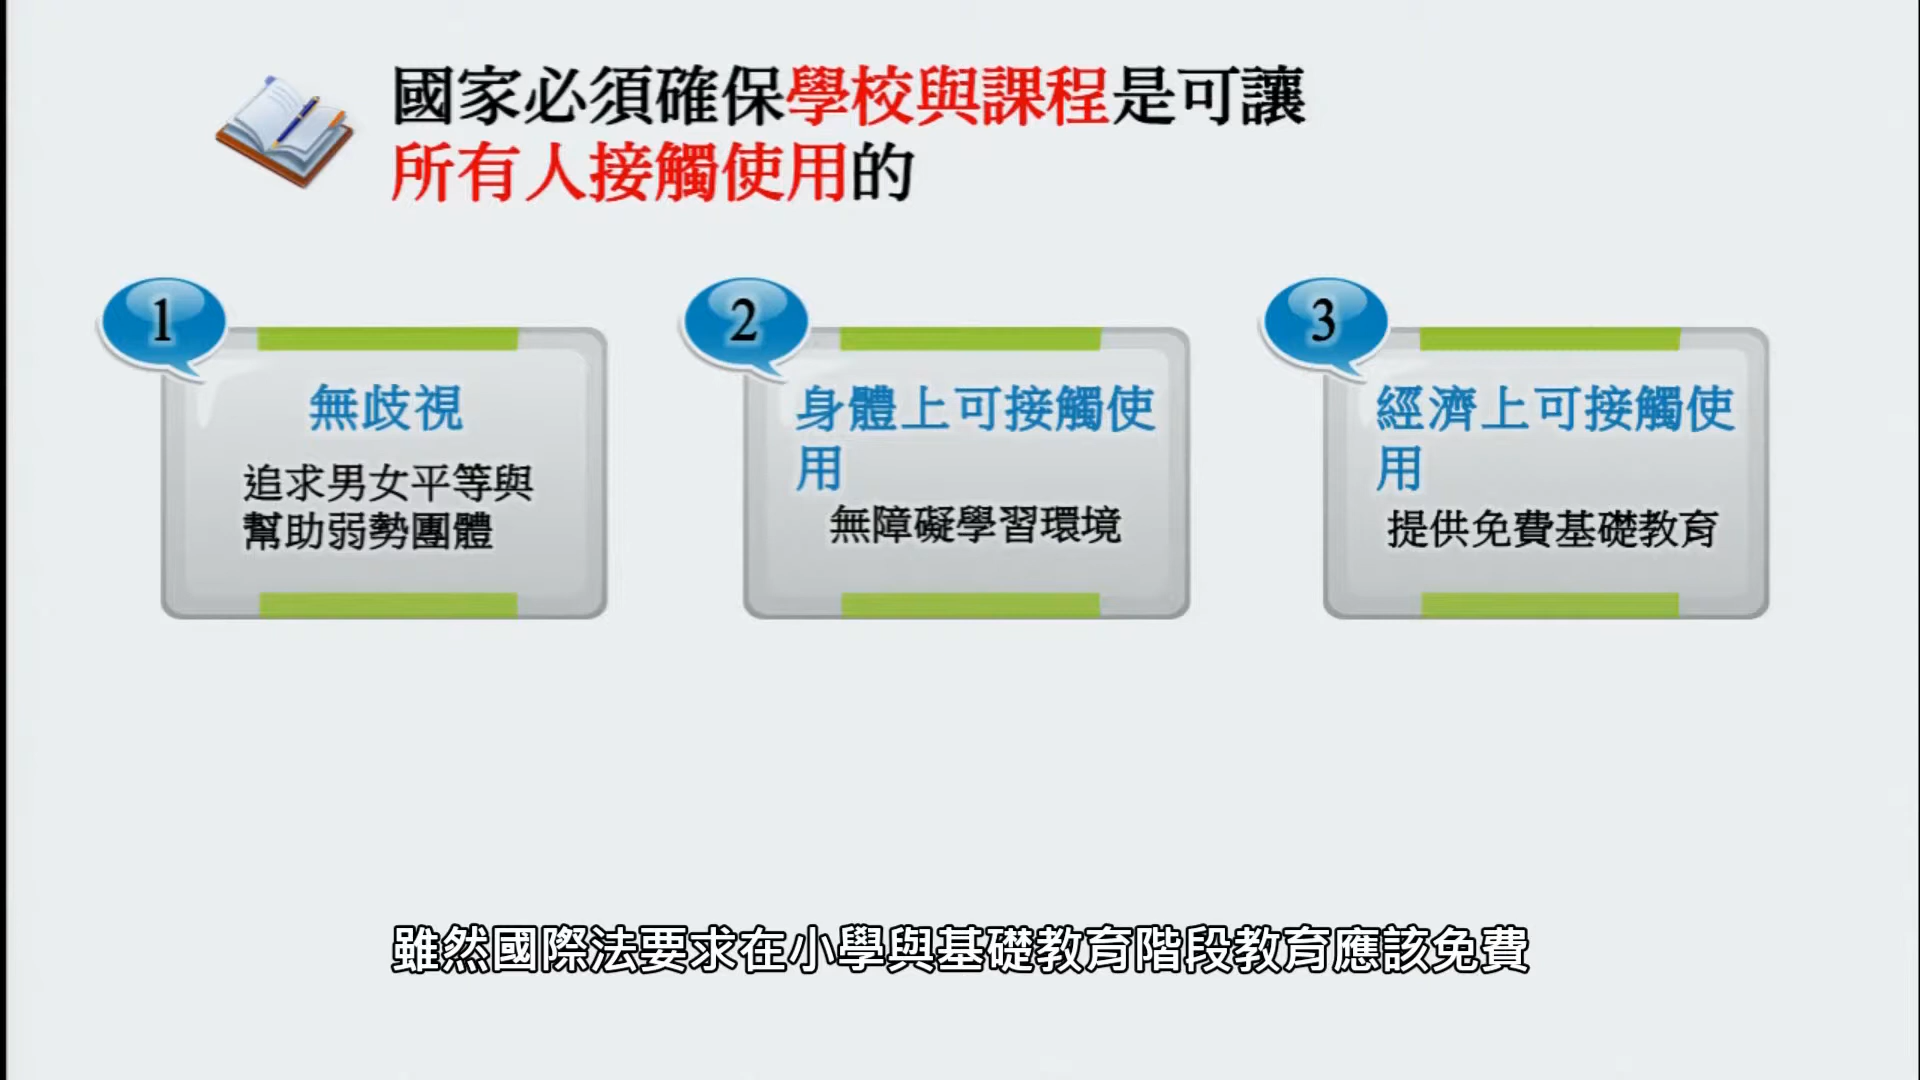 國家必須確保學校與課程是可讓
所有人接觸使用的
1
無歧視
追求男女平等與
幫助弱勢團體
2
身體上可接觸使
用
無障礙學習環境
3
經濟上可接觸使
用
提供免費基礎教育
雖然國際法要求在小學與基礎教育階段教育應該免費